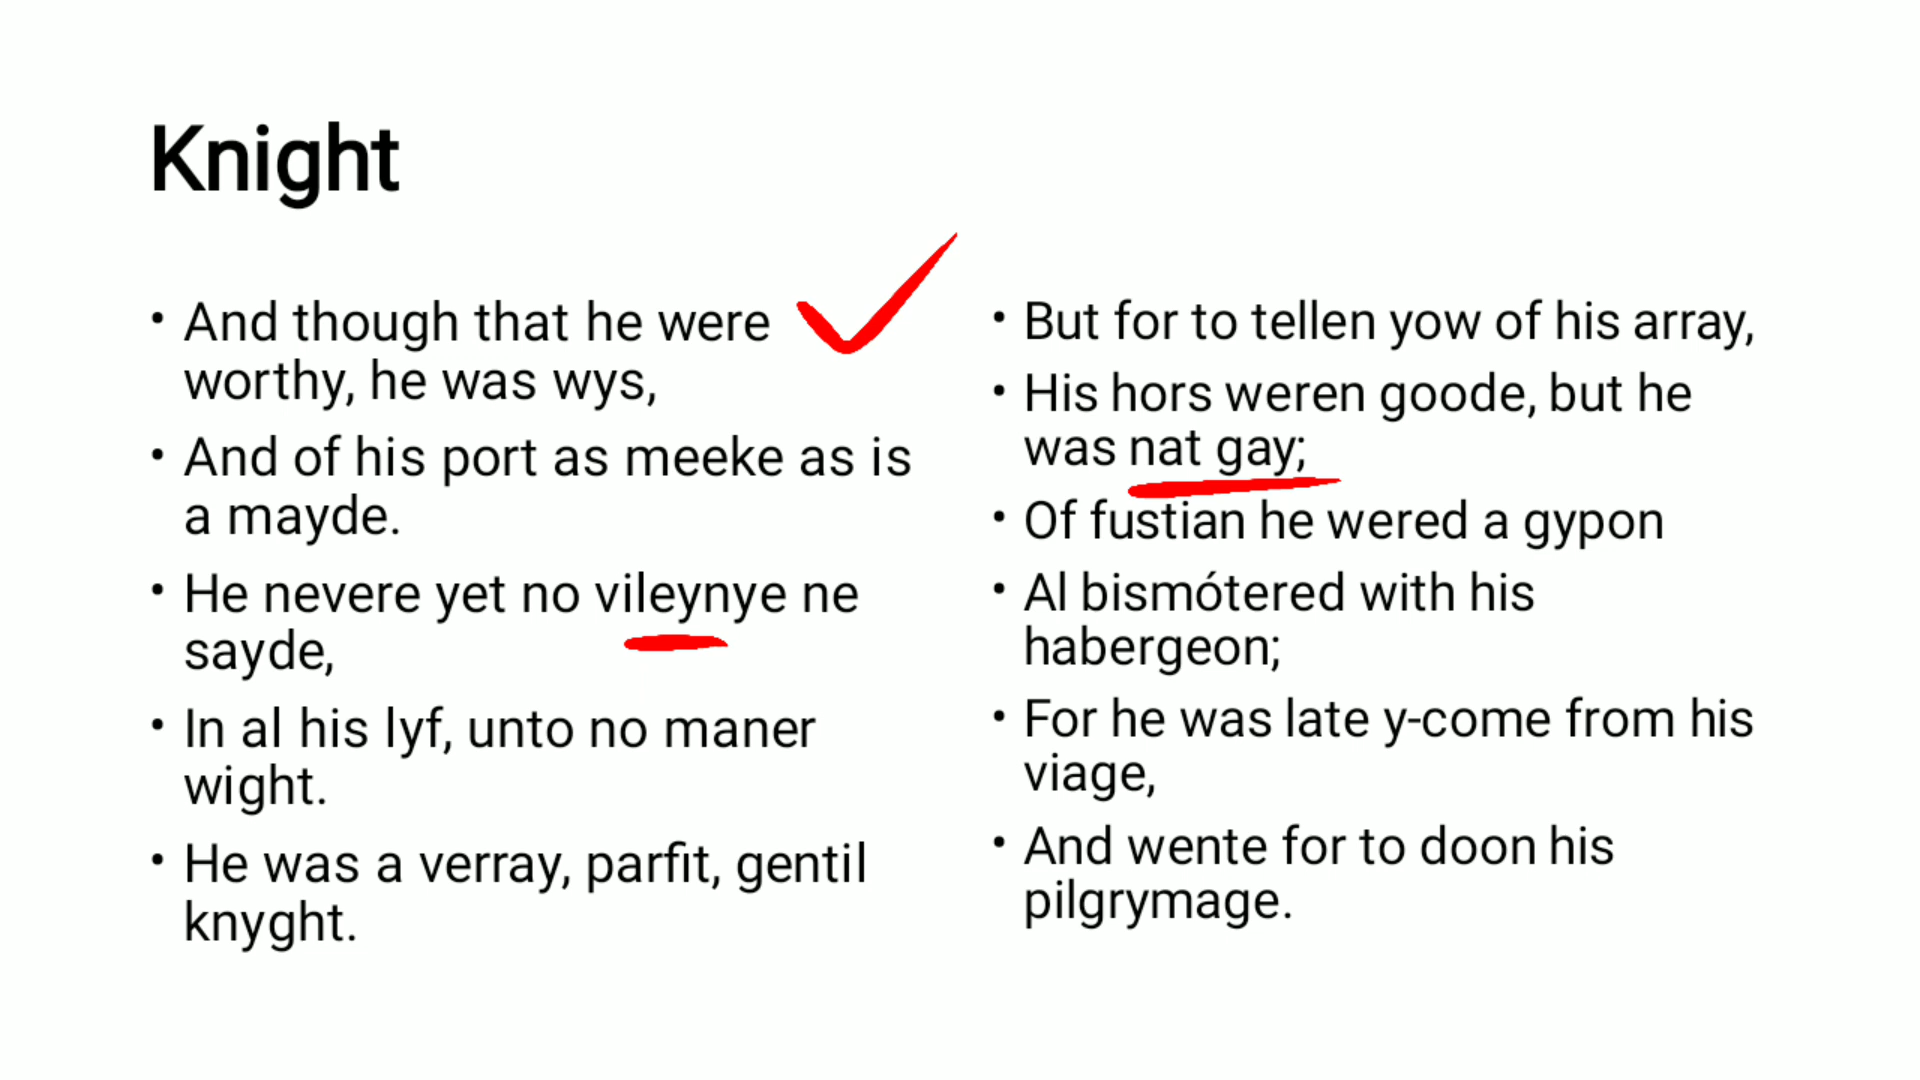 Knight
• And though that he were
worthy, he was wys,
• And of his port as meeke as is
a mayde.
• He nevere yet no vileynye ne
sayde,
• In al his lyf, unto no maner
wight.
• He was a verray, parfit, gentil
knyght.
• But for to tellen yow of his array,
• His hors weren goode, but he
was nat gay;
• Of fustian he wered a gypon
• Al bismótered with his
habergeon;
• For he was late y-come from his
viage,
• And wente for to doon his
pilgrymage.